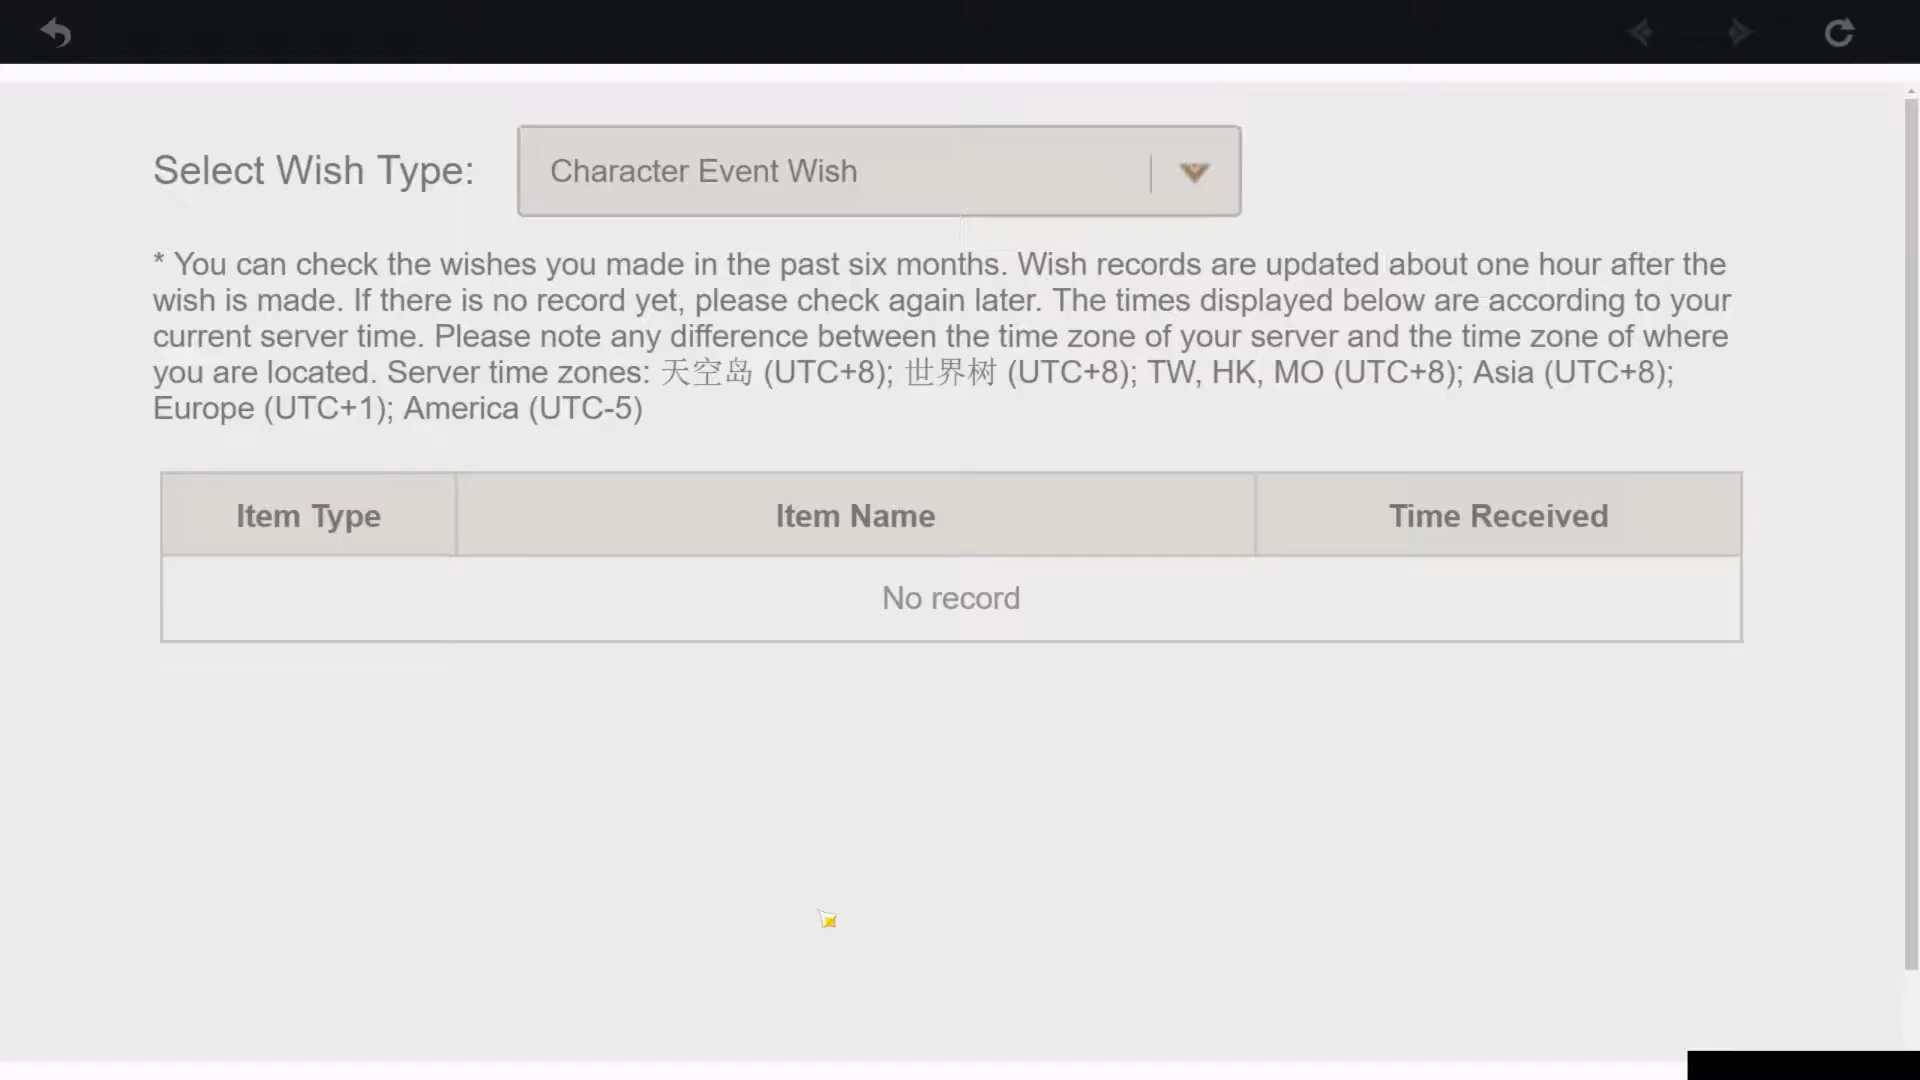 Select Wish Type:
Character Event Wish
* You can check the wishes you made in the past six months. Wish records are updated about one hour after the
wish is made. If there is no record yet, please check again later. The times displayed below are according to your
current server time. Please note any difference between the time zone of your server and the time zone of where
you are located. Server time zones: 天空岛 (UTC+8); 世界树 (UTC+8); TW, HK, MO (UTC+8); Asia (UTC+8);
Europe (UTC+1); America (UTC-5)
Item Type
Item Name
Time Received
No record